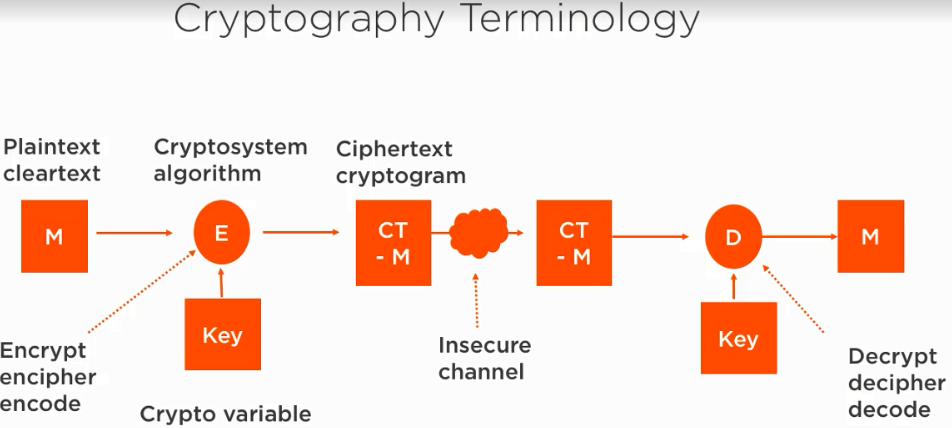 Cryptography Terminology
Plaintext
cleartext
Cryptosystem
algorithm
Ciphertext
cryptogram
M
E
CT
- M
CT
- M
D
M
Key
Key
Encrypt
encipher
encode
Crypto variable
Insecure
channel
Decrypt
decipher
decode